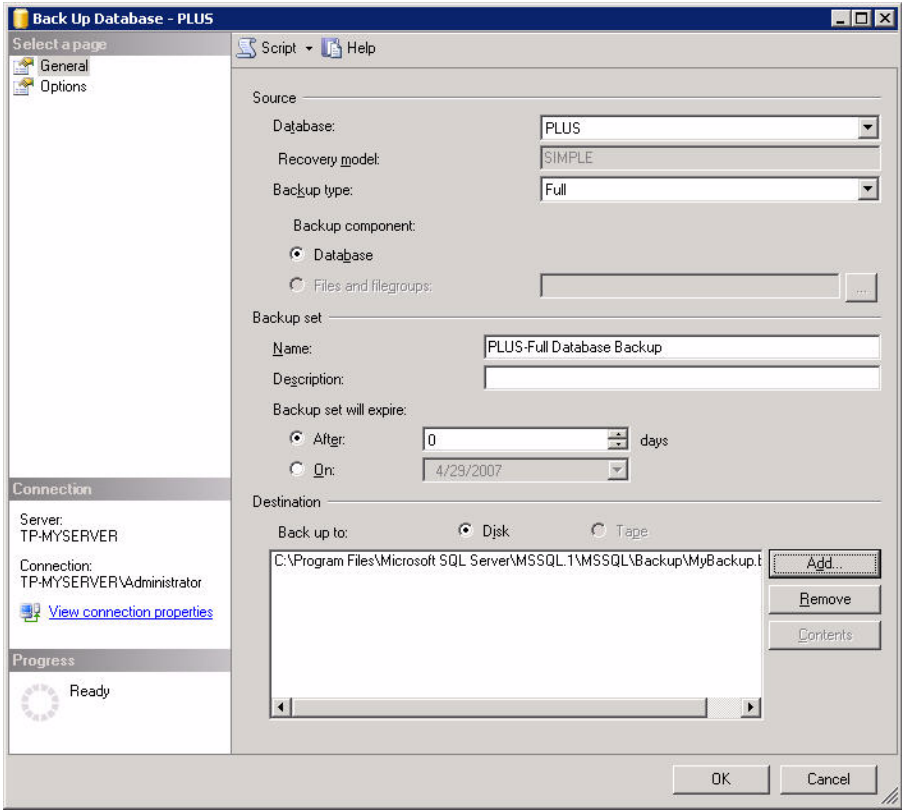 Back Up Database - PLUS
Select a page
General
Options
Script Help
Source
Database: PLUS
Recovery model: SIMPLE
Backup type: Full
Backup component:
Database
Files and filegroups: ...
Backup set
Name: PLUS-Full Database Backup
Description:
Backup set will expire:
After: 0 days
On: 4/29/2007
Destination
Back up to: Disk Tape
C:\Program Files\Microsoft SQL Server\MSSQL.1\MSSQL\Backup\MyBackup.b
Add...
Remove
Contents
Connection
Server:
TP-MYSERVER
Connection:
TP-MYSERVER\Administrator
View connection properties
Progress
Ready
OK Cancel